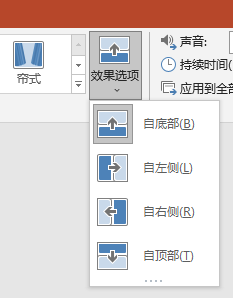 帘式
效果选项
声音:
持续时间(
应用到全部
自底部(B)
自左侧(L)
自右侧(R)
自顶部(T)